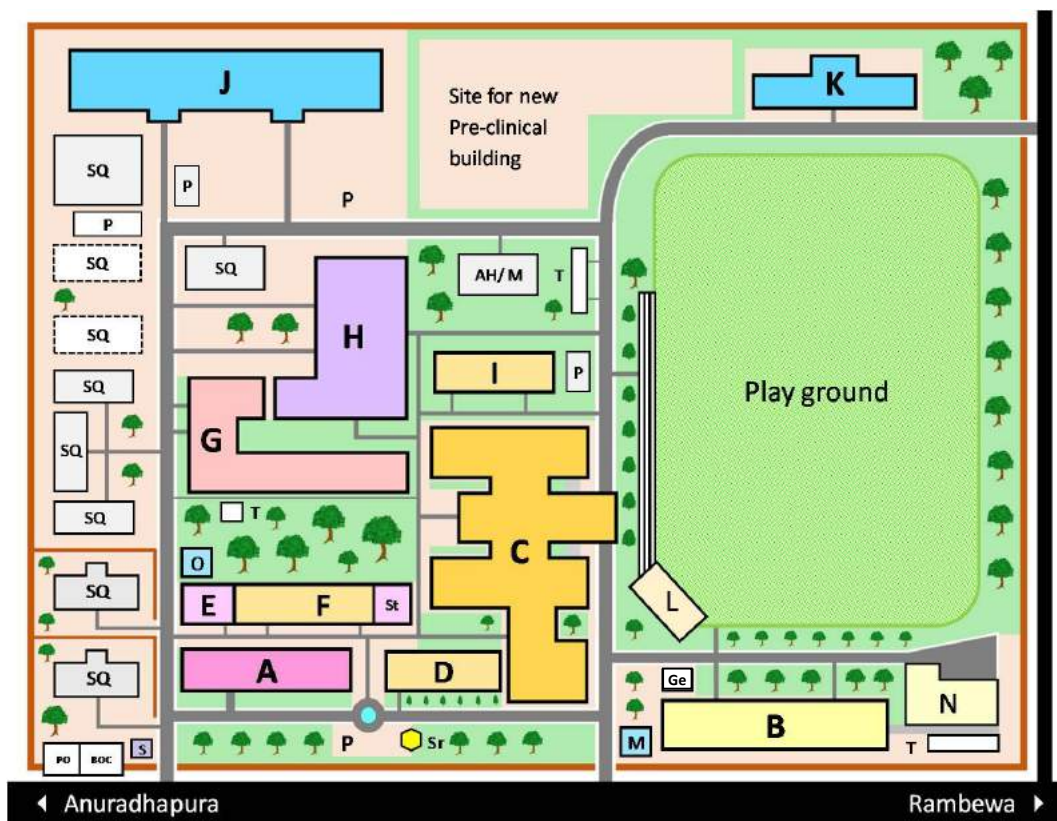 J
Site for new
Pre-clinical
building
K
SQ
P
P
P
SQ
SQ
AH/ M
T
SQ
H
I
P
Play ground
SQ
G
SQ
SQ
T
C
O
SQ
E
F
St
L
A
D
SQ
Ge
N
B
P
Sr
M
T
PO
BOC
S
Anuradhapura
Rambewa
SQ